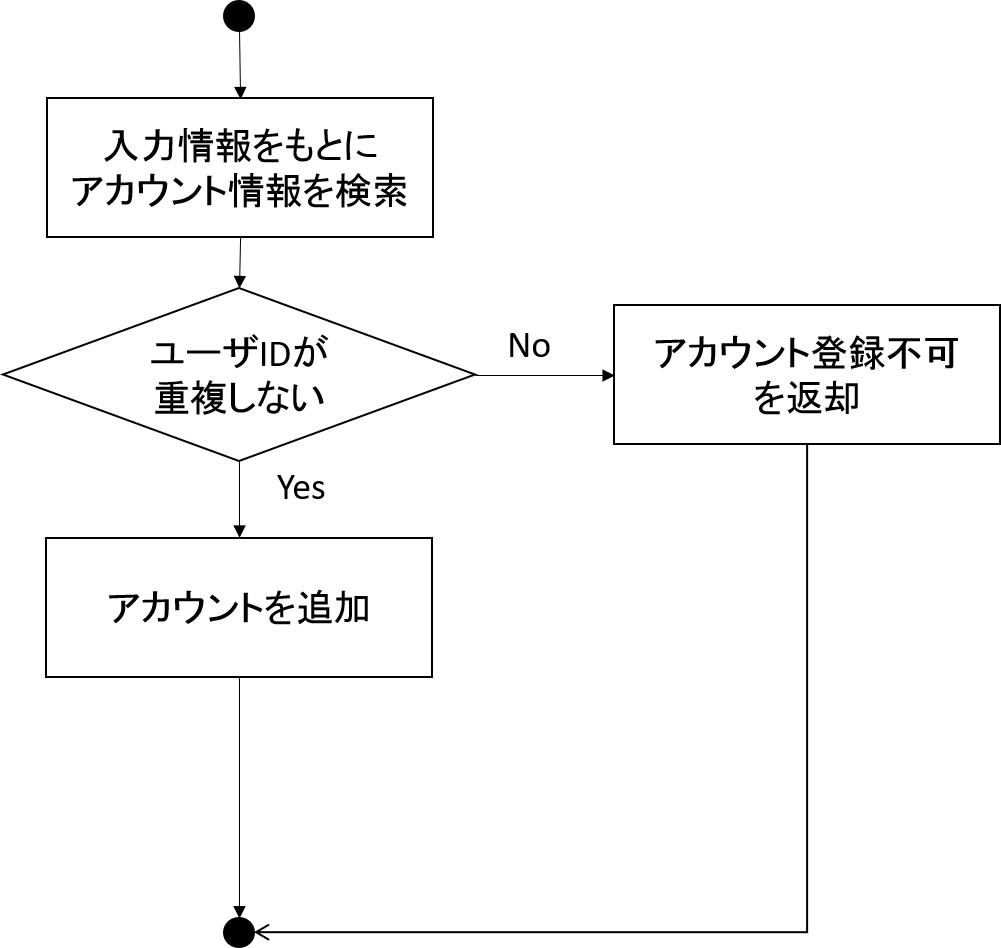 入力情報をもとに
アカウント情報を検索
ユーザIDが
重複しない
No
アカウント登録不可
を返却
Yes
アカウントを追加